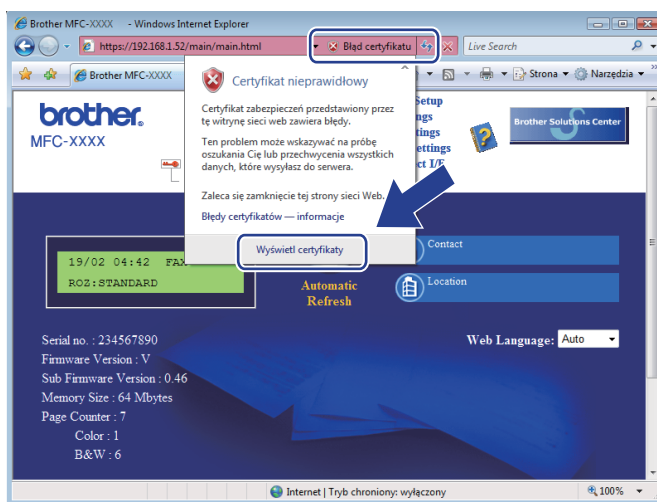 Brother MFC-XXXX - Windows Internet Explorer
https://192.168.1.52/main/main.html
Błąd certyfikatu
Live Search
Brother MFC-XXXX
Strona
Narzędzia
brother.
MFC-XXXX
Certyfikat nieprawidłowy
Certyfikat zabezpieczeń przedstawiony przez
tę witrynę sieci web zawiera błędy.
Ten problem może wskazywać na próbę
oszukania Cię lub przechwycenia wszystkich
danych, które wysyłasz do serwera.
Zaleca się zamknięcie tej strony sieci Web.
Błędy certyfikatów — informacje
Wyświetl certyfikaty
Brother Solutions Center
19/02 04:42 FAX
ROZ:STANDARD
Automatic
Refresh
Contact
Location
Serial no. : 234567890
Web Language: Auto
Firmware Version : V
Sub Firmware Version : 0.46
Memory Size : 64 Mbytes
Page Counter : 7
Color : 1
B&W : 6
Internet | Tryb chroniony: wyłączony
100%